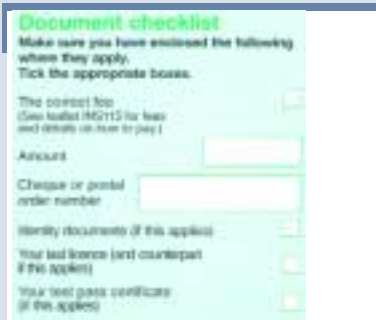 Document checklist
Make sure you have enclosed the following
where they apply.
Tick the appropriate boxes.
The correct fee
(See leaflet INS115 for fees
and details on how to pay.)
Amount
Cheque or postal
order number
Identity documents (if this applies)
Your last licence (and counterpart
if this applies)
Your test pass certificate
(if this applies)